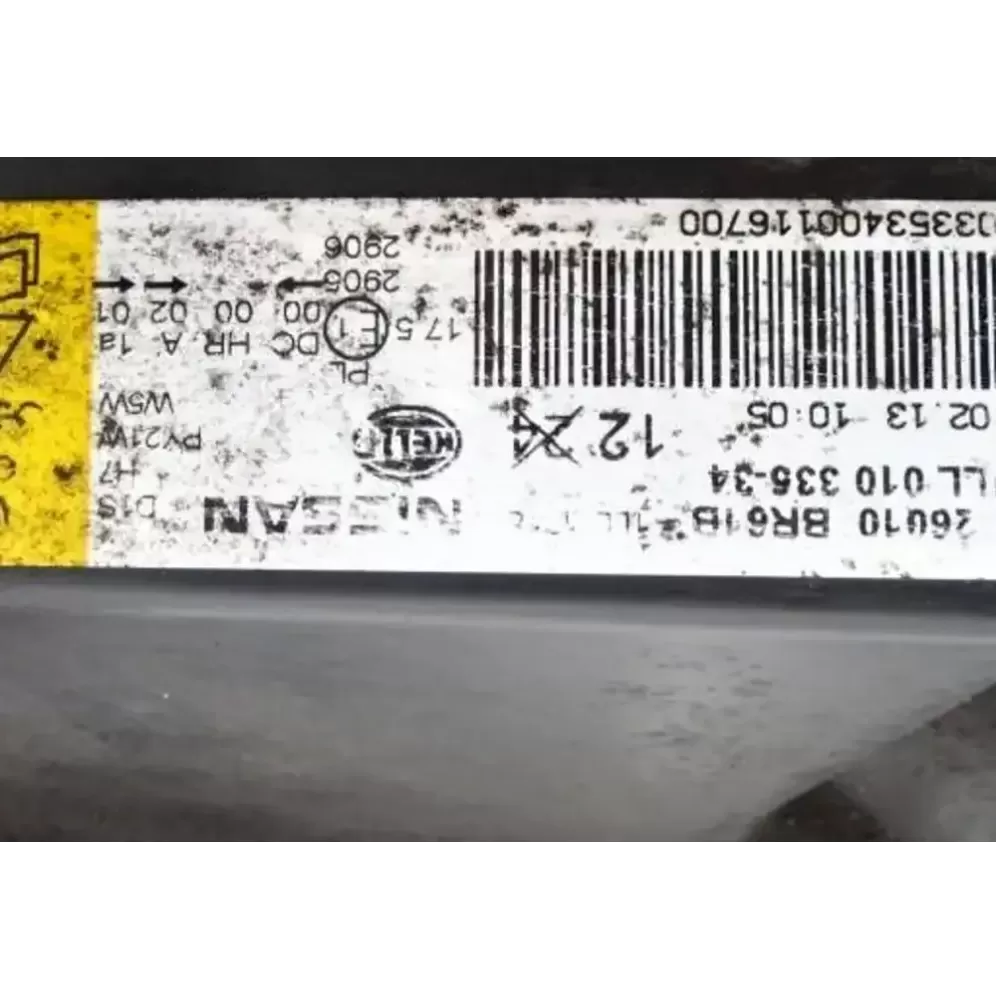 26010 BR61B
NISSAN D1S
1LL 010 335-34
H7
12 24 HELLA PY21W
02.13 10:05
W5W
PL
17.5 E1 DC HR A 1a
00 00 02 01
2905
2906
03353400116700